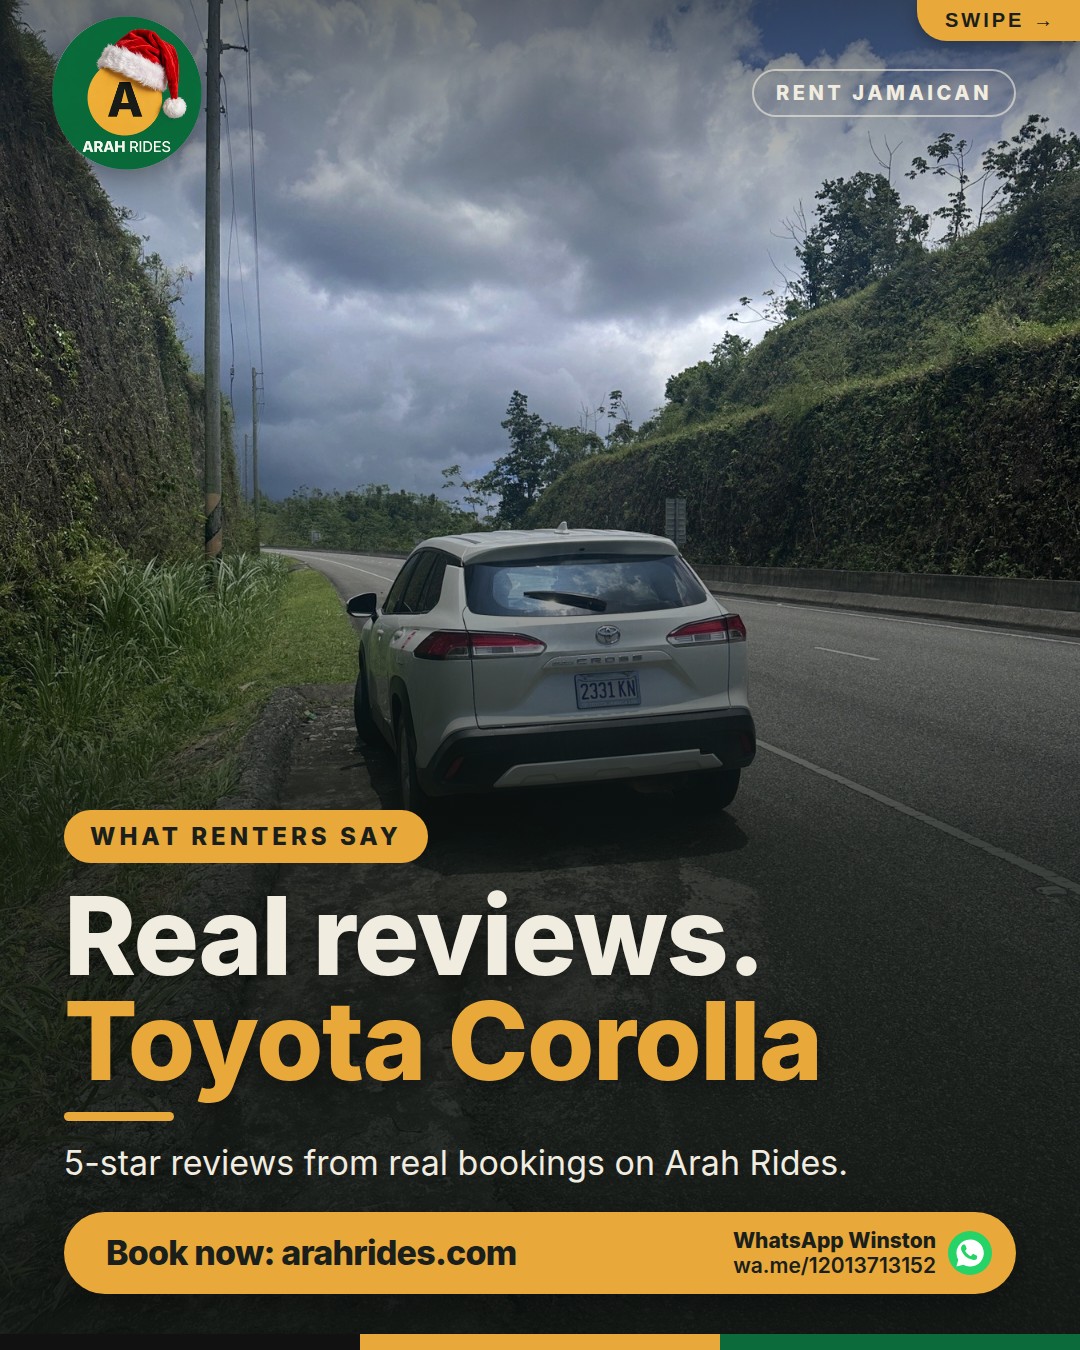 SWIPE →
RENT JAMAICAN
A
ARAH RIDES
CROSS
2331 KN
WHAT RENTERS SAY
Real reviews.
Toyota Corolla
5-star reviews from real bookings on Arah Rides.
Book now: arahrides.com
WhatsApp Winston
wa.me/12013713152